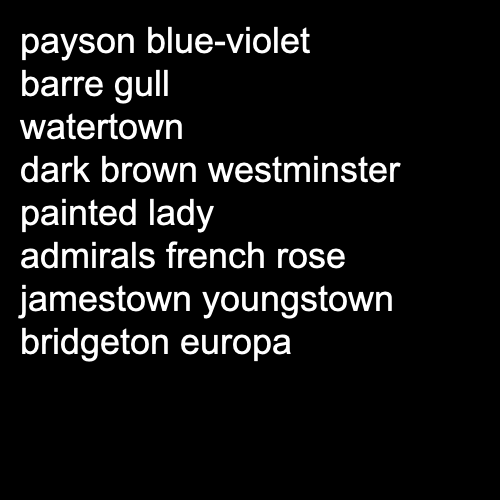 payson blue-violet
barre gull
watertown
dark brown westminster
painted lady
admirals french rose
jamestown youngstown
bridgeton europa